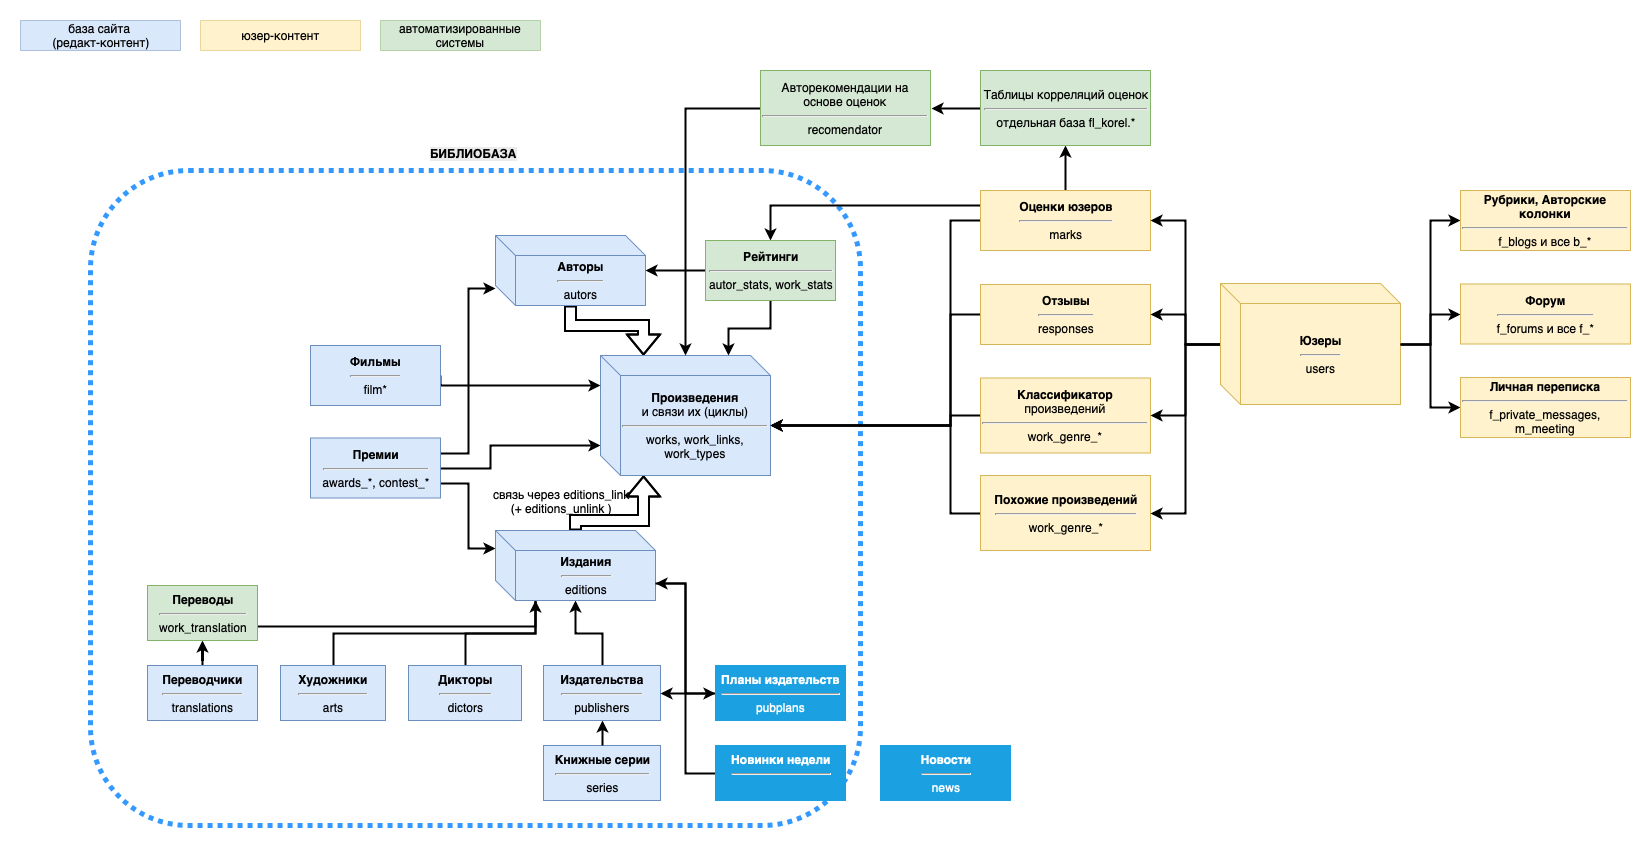 база сайта
(редакт-контент)
юзер-контент
автоматизированные
системы
Авторекомендации на
основе оценок
recomendator
Таблицы корреляций оценок
отдельная база fl_korel.*
БИБЛИОБАЗА
Оценки юзеров
marks
Рубрики, Авторские
колонки
f_blogs и все b_*
Авторы
autors
Рейтинги
autor_stats, work_stats
Отзывы
responses
Юзеры
users
Форум
f_forums и все f_*
Фильмы
film*
Произведения
и связи их (циклы)
works, work_links,
work_types
Классификатор
произведений
work_genre_*
Личная переписка
f_private_messages,
m_meeting
Премии
awards_*, contest_*
связь через editions_link
(+ editions_unlink )
Похожие произведений
work_genre_*
Издания
editions
Переводы
work_translation
Переводчики
translations
Художники
arts
Дикторы
dictors
Издательства
publishers
Планы издательств
pubplans
Книжные серии
series
Новинки недели
Новости
news